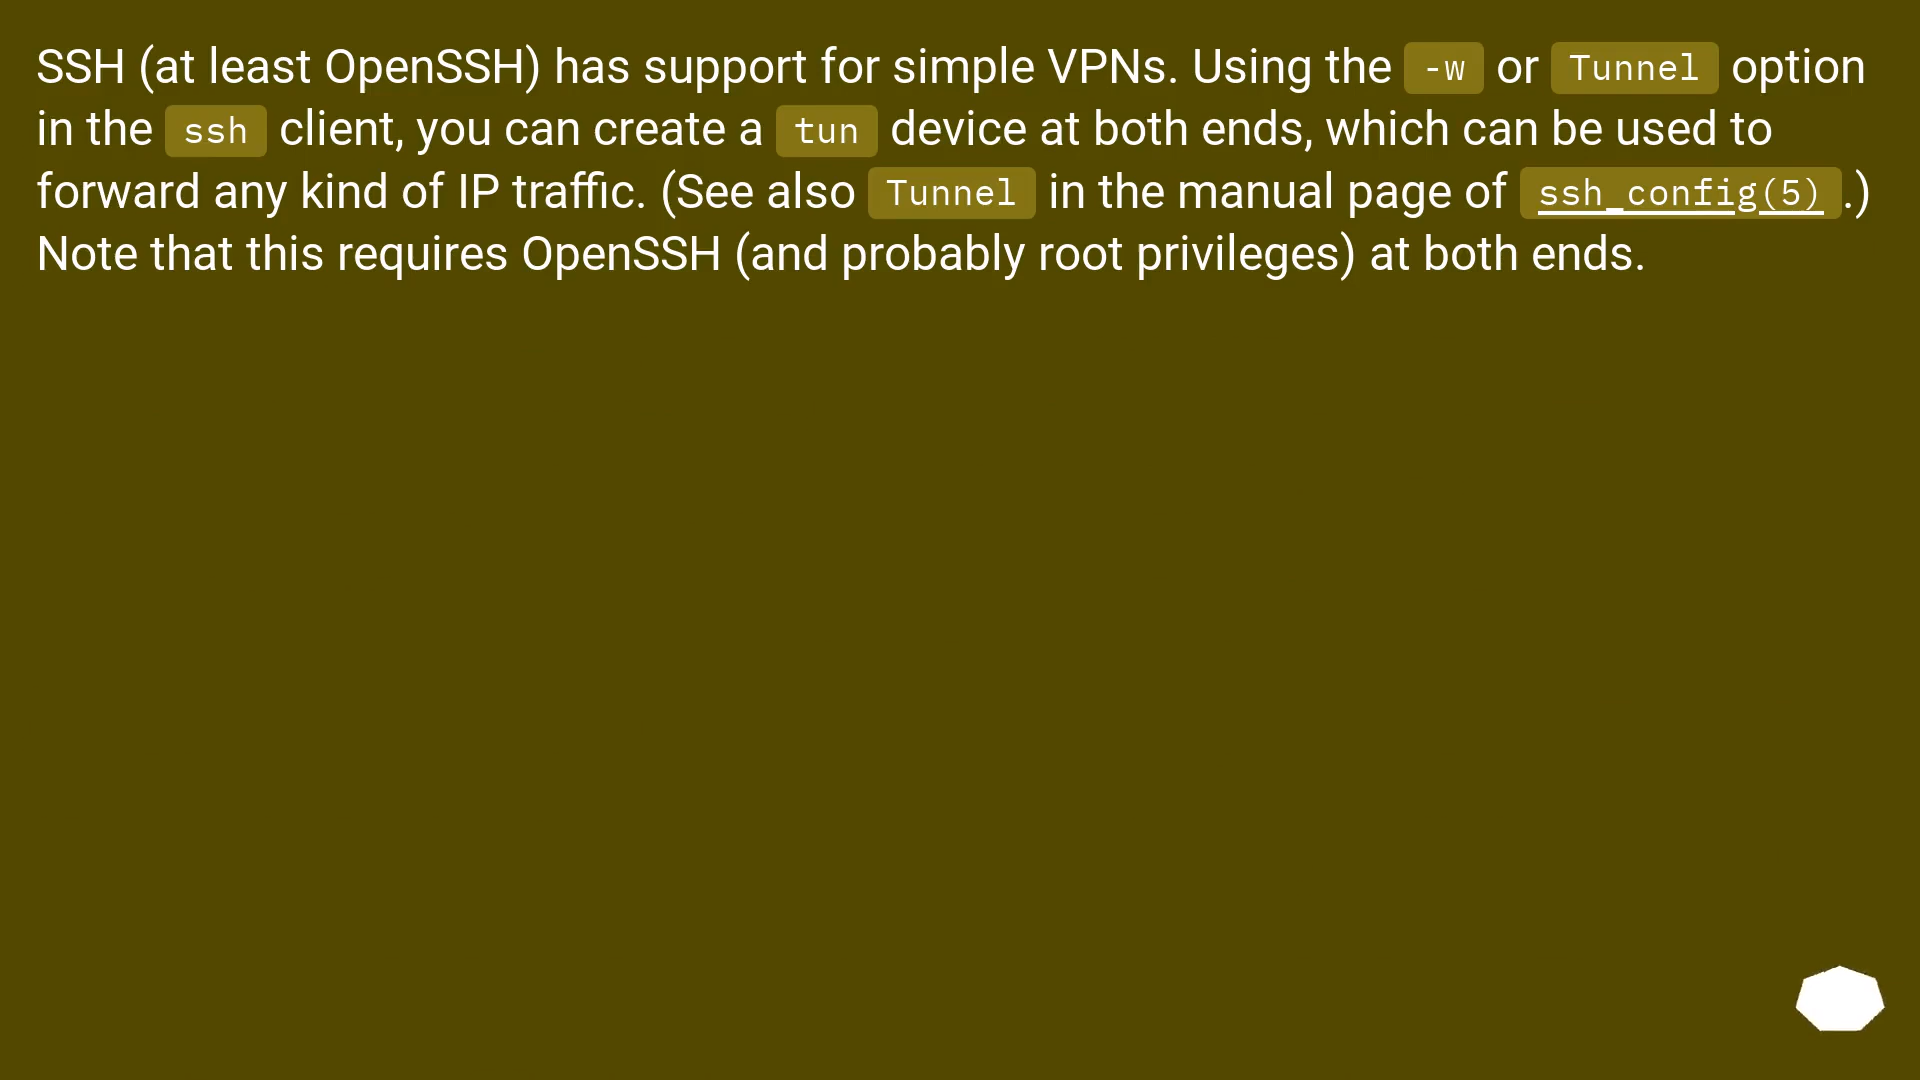 SSH (at least OpenSSH) has support for simple VPNs. Using the -w or Tunnel option
in the ssh client, you can create a tun device at both ends, which can be used to
forward any kind of IP traffic. (See also Tunnel in the manual page of ssh_config(5).)
Note that this requires OpenSSH (and probably root privileges) at both ends.